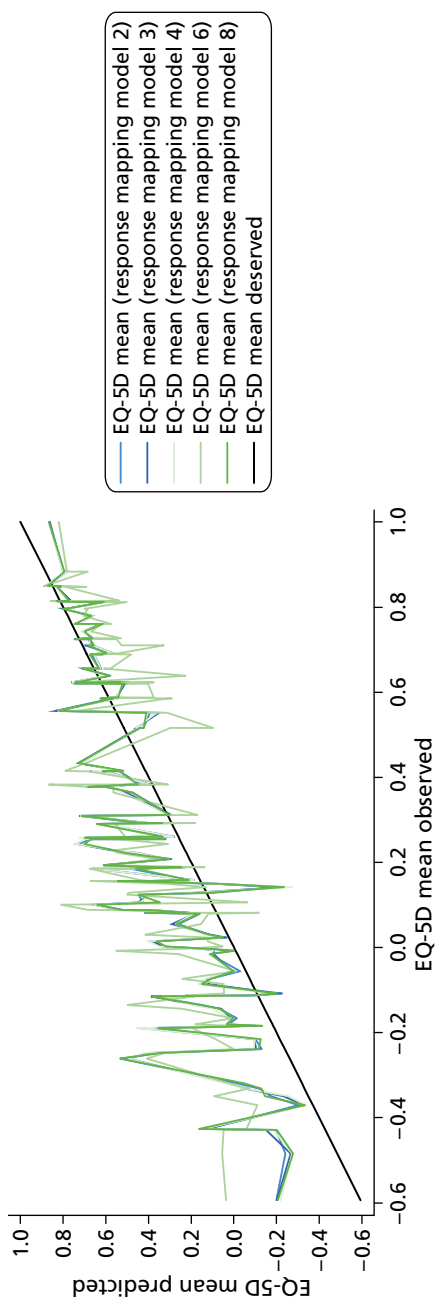 EQ-5D mean (response mapping model 2)
EQ-5D mean (response mapping model 3)
EQ-5D mean (response mapping model 4)
EQ-5D mean (response mapping model 6)
EQ-5D mean (response mapping model 8)
EQ-5D mean deserved
EQ-5D mean predicted
1.0
0.8
0.6
0.4
0.2
0.0
−0.2
−0.4
−0.6
−0.6
−0.4
−0.2
0.0
0.2
0.4
0.6
0.8
1.0
EQ-5D mean observed